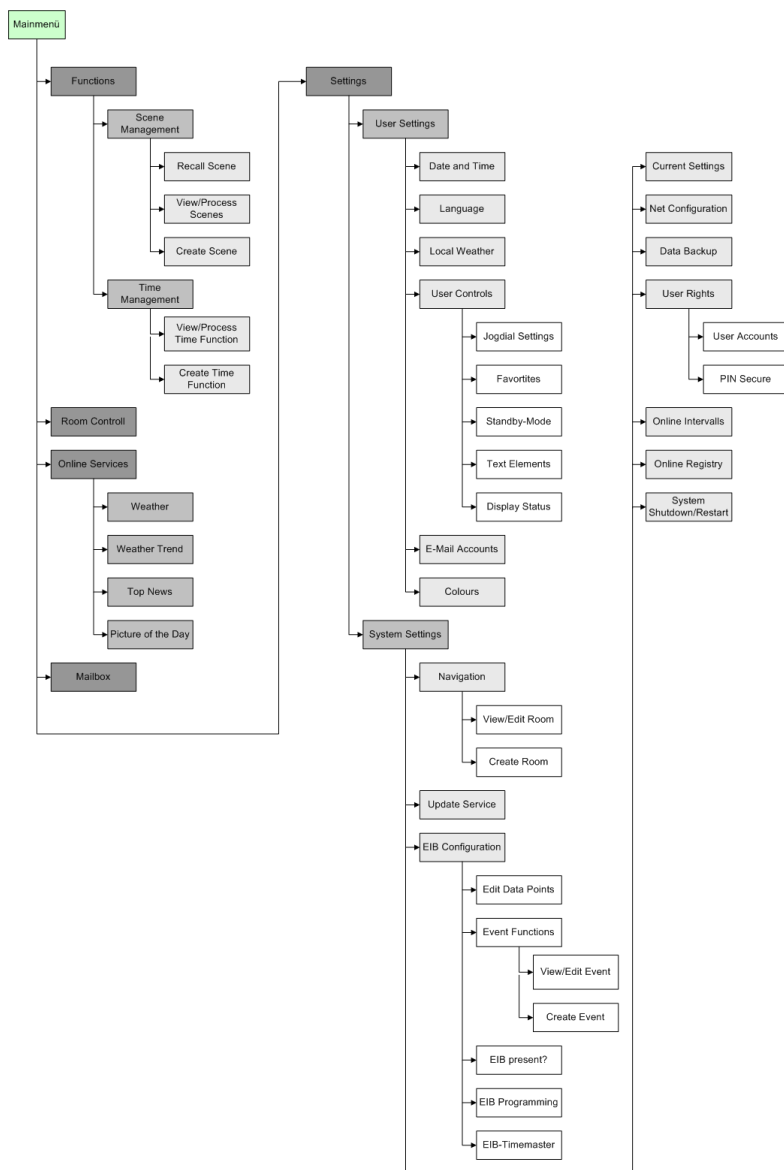 Mainmenü
Functions
Scene
Management
Recall Scene
View/Process
Scenes
Create Scene
Time
Management
View/Process
Time Function
Create Time
Function
Room Controll
Online Services
Weather
Weather Trend
Top News
Picture of the Day
Mailbox
Settings
User Settings
Date and Time
Language
Local Weather
User Controls
Jogdial Settings
Favortites
Standby-Mode
Text Elements
Display Status
E-Mail Accounts
Colours
System Settings
Navigation
View/Edit Room
Create Room
Update Service
EIB Configuration
Edit Data Points
Event Functions
View/Edit Event
Create Event
EIB present?
EIB Programming
EIB-Timemaster
Current Settings
Net Configuration
Data Backup
User Rights
User Accounts
PIN Secure
Online Intervalls
Online Registry
System
Shutdown/Restart